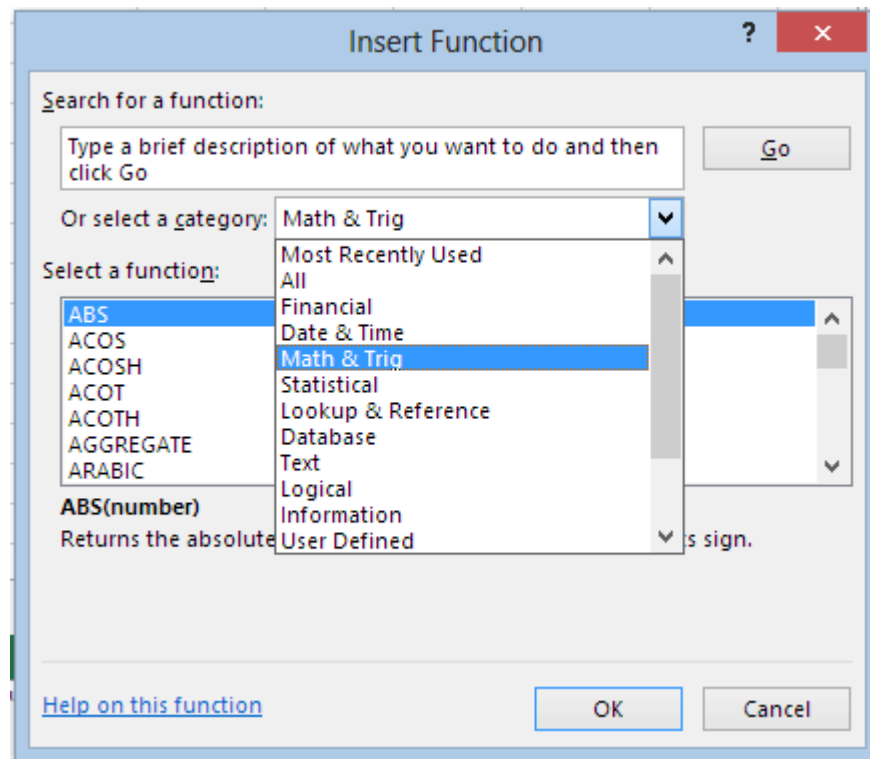 Insert Function
?
Search for a function:
Type a brief description of what you want to do and then
click Go
Go
Or select a category: Math & Trig
Most Recently Used
All
Financial
Date & Time
Math & Trig
Statistical
Lookup & Reference
Database
Text
Logical
Information
User Defined
Select a function:
ABS
ACOS
ACOSH
ACOT
ACOTH
AGGREGATE
ARABIC
ABS(number)
Returns the absolute sign.
Help on this function
OK
Cancel